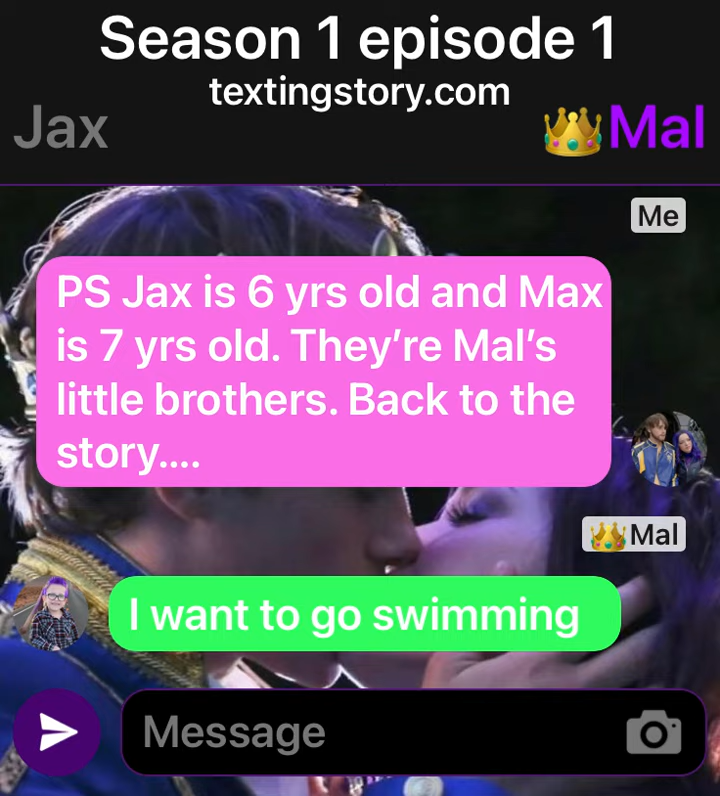 Season 1 episode 1
textingstory.com
Jax
👑Mal
Me
PS Jax is 6 yrs old and Max
is 7 yrs old. They’re Mal’s
little brothers. Back to the
story....
👑Mal
I want to go swimming
Message